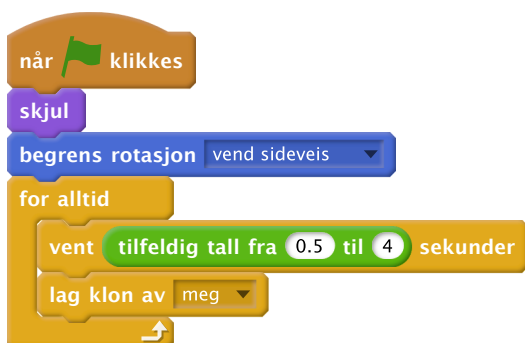 når klikkes
skjul
begrens rotasjon vend sideveis
for alltid
vent tilfeldig tall fra 0.5 til 4 sekunder
lag klon av meg